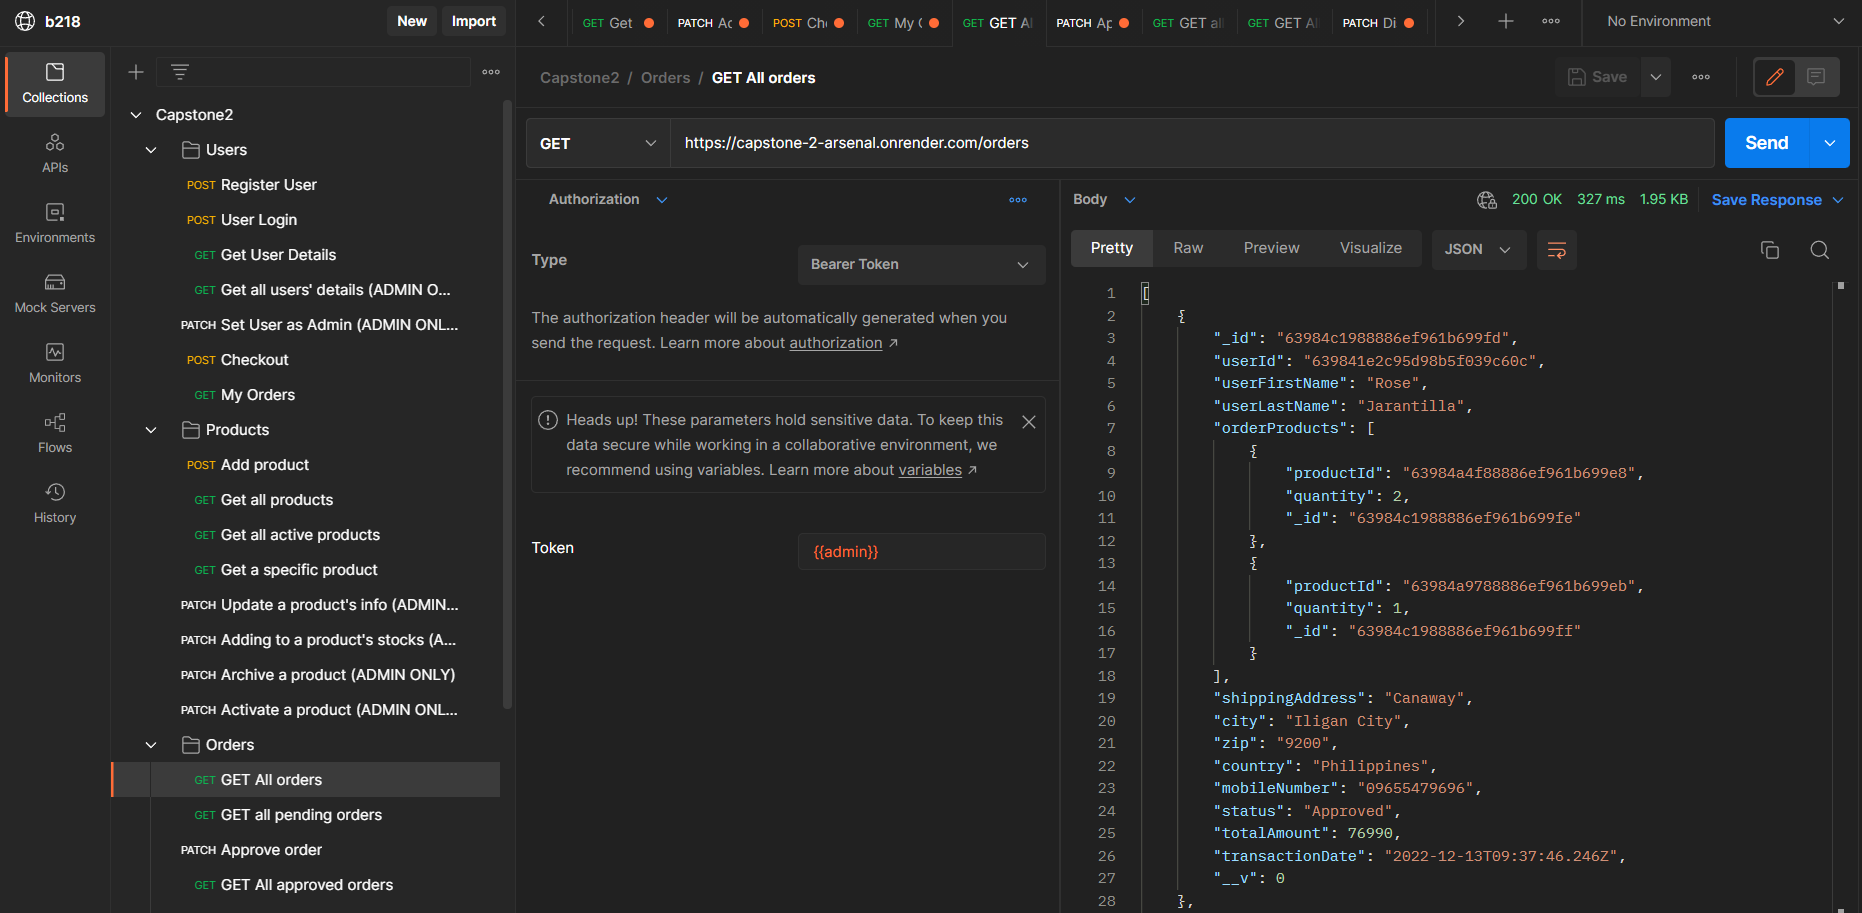 b218
New
Import
GET Get
PATCH Ac
POST Che
GET My O
GET GET Al
PATCH Ap
GET GET all
GET GET Al
PATCH Di
No Environment
Collections
APIs
Environments
Mock Servers
Monitors
Flows
History
Capstone2
Users
POST Register User
POST User Login
GET Get User Details
GET Get all users' details (ADMIN O...
PATCH Set User as Admin (ADMIN ONL...
POST Checkout
GET My Orders
Products
POST Add product
GET Get all products
GET Get all active products
GET Get a specific product
PATCH Update a product's info (ADMIN...
PATCH Adding to a product's stocks (A...
PATCH Archive a product (ADMIN ONLY)
PATCH Activate a product (ADMIN ONL...
Orders
GET GET All orders
GET GET all pending orders
PATCH Approve order
GET GET All approved orders
Capstone2 / Orders / GET All orders
Save
GET
https://capstone-2-arsenal.onrender.com/orders
Send
Authorization
Type
Bearer Token
The authorization header will be automatically generated when you
send the request. Learn more about authorization ↗
Heads up! These parameters hold sensitive data. To keep this
data secure while working in a collaborative environment, we
recommend using variables. Learn more about variables ↗
Token
{{admin}}
Body
200 OK 327 ms 1.95 KB Save Response
Pretty Raw Preview Visualize JSON
1 [
2 {
3 "_id": "63984c1988886ef961b699fd",
4 "userId": "639841e2c95d98b5f039c60c",
5 "userFirstName": "Rose",
6 "userLastName": "Jarantilla",
7 "orderProducts": [
8 {
9 "productId": "63984a4f88886ef961b699e8",
10 "quantity": 2,
11 "_id": "63984c1988886ef961b699fe"
12 },
13 {
14 "productId": "63984a9788886ef961b699eb",
15 "quantity": 1,
16 "_id": "63984c1988886ef961b699ff"
17 }
18 ],
19 "shippingAddress": "Canaway",
20 "city": "Iligan City",
21 "zip": "9200",
22 "country": "Philippines",
23 "mobileNumber": "09655479696",
24 "status": "Approved",
25 "totalAmount": 76990,
26 "transactionDate": "2022-12-13T09:37:46.246Z",
27 "__v": 0
28 },